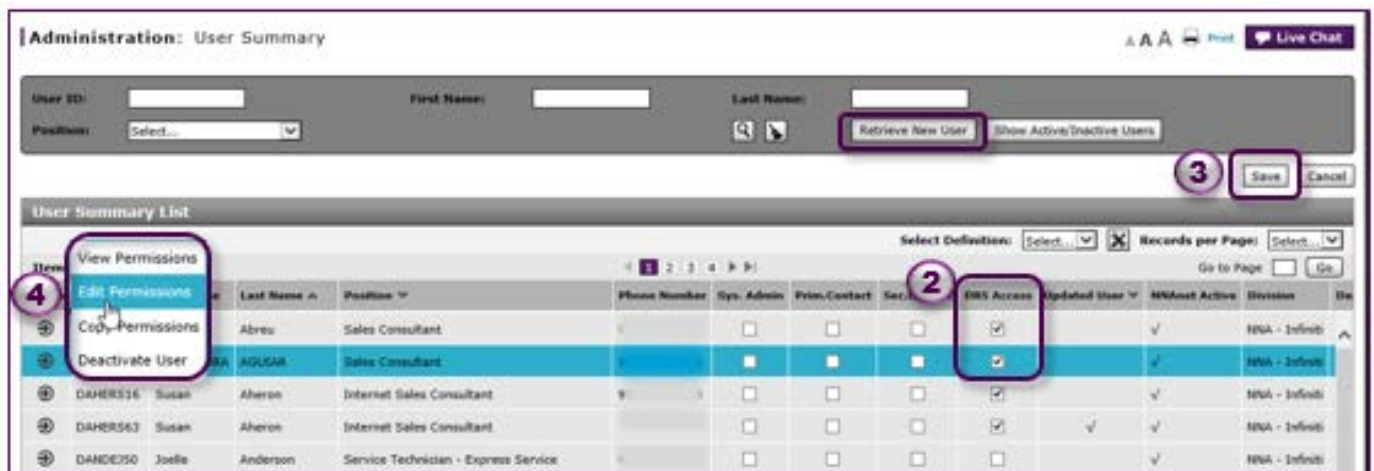 Administration: User Summary
A A A Print Live Chat
User ID: First Name: Last Name:
Position: Select... Retrieve New User Show Active/Inactive Users
3 Save Cancel
User Summary List
Select Definition: Select... Records per Page: Select...
View Permissions
1 2 3 4 Go to Page Go
4 Edit Permissions Last Name Position Phone Number Sys. Admin Prim.Contact 2 DBS Access Updated User NNAnet Active Division
Copy Permissions Abreu Sales Consultant √ NNA - Infiniti
Deactivate User AGUIAR Sales Consultant √ NNA - Infiniti
DAHERS16 Susan Aheron Internet Sales Consultant 9 √ NNA - Infiniti
DAHERS63 Susan Aheron Internet Sales Consultant √ √ NNA - Infiniti
DANDEJ50 Joelle Anderson Service Technician - Express Service √ NNA - Infiniti